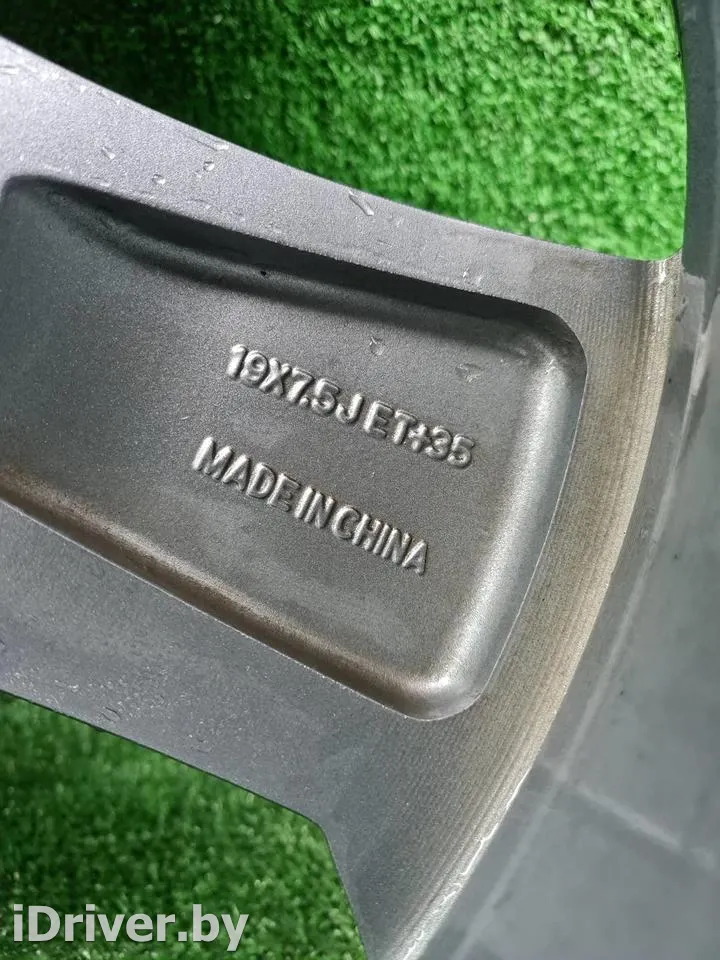 19X7.5J ET+35
MADE IN CHINA
iDriver.by